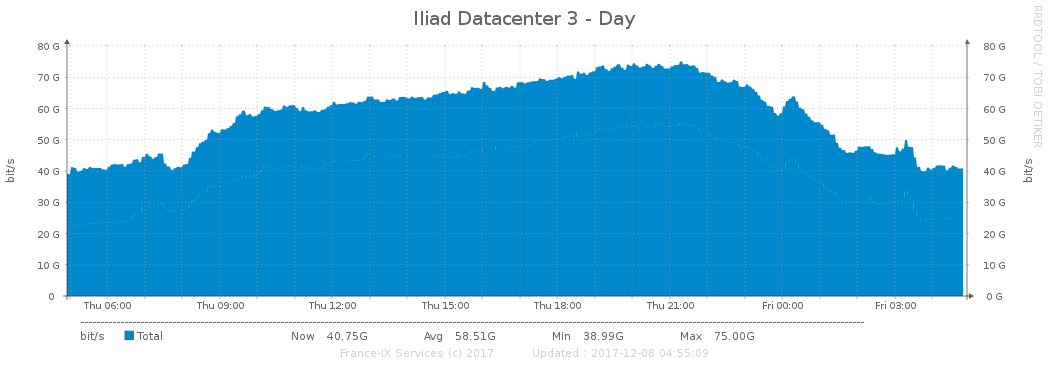 Iliad Datacenter 3 - Day
RRDTOOL / TOBI OETIKER
80 G 80 G
70 G 70 G
60 G 60 G
50 G 50 G
40 G 40 G
30 G 30 G
20 G 20 G
10 G 10 G
0 0 G
bit/s bit/s
Thu 06:00 Thu 09:00 Thu 12:00 Thu 15:00 Thu 18:00 Thu 21:00 Fri 00:00 Fri 03:00
bit/s Total Now 40.75G Avg 58.51G Min 38.99G Max 75.00G
France-IX Services (c) 2017 Updated : 2017-12-08 04:55:09